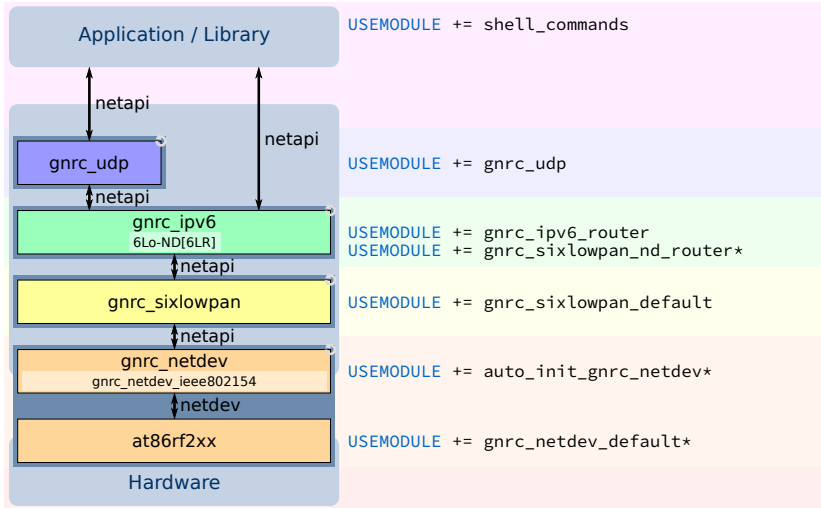 Application / Library
USEMODULE += shell_commands
netapi
netapi
gnrc_udp
USEMODULE += gnrc_udp
netapi
gnrc_ipv6
6Lo-ND[6LR]
USEMODULE += gnrc_ipv6_router
USEMODULE += gnrc_sixlowpan_nd_router*
netapi
gnrc_sixlowpan
USEMODULE += gnrc_sixlowpan_default
netapi
gnrc_netdev
gnrc_netdev_ieee802154
USEMODULE += auto_init_gnrc_netdev*
netdev
at86rf2xx
USEMODULE += gnrc_netdev_default*
Hardware